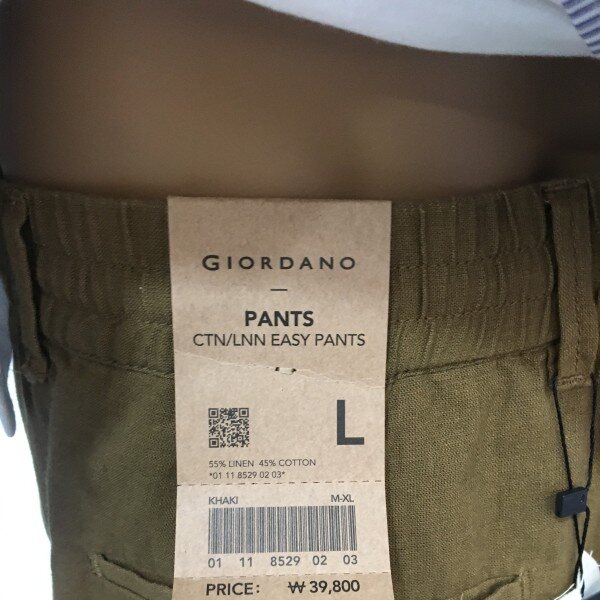 GIORDANO
—
PANTS
CTN/LNN EASY PANTS
L
55% LINEN 45% COTTON
*01 11 8529 02 03*
KHAKI M-XL
01 11 8529 02 03
PRICE: ₩ 39,800